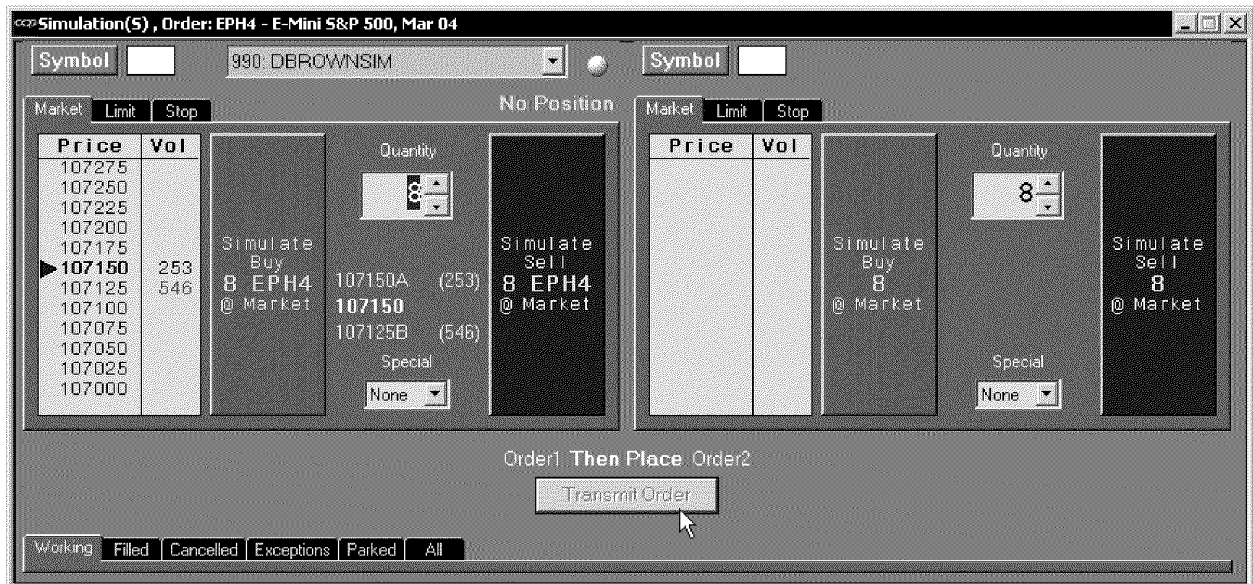 Simulation(S) , Order: EPH4 - E-Mini S&P 500, Mar 04
Symbol
990: DBROWNSIM
Symbol
Market Limit Stop
No Position
Price Vol
107275
107250
107225
107200
107175
107150 253
107125 546
107100
107075
107050
107025
107000
Simulate
Buy
8 EPH4
@ Market
Quantity
8
107150A (253)
107150
107125B (546)
Special
None
Simulate
Sell
8 EPH4
@ Market
Market Limit Stop
Price Vol
Simulate
Buy
8
@ Market
Quantity
8
Special
None
Simulate
Sell
8
@ Market
Order1 Then Place Order2
Transmit Order
Working Filled Cancelled Exceptions Parked All